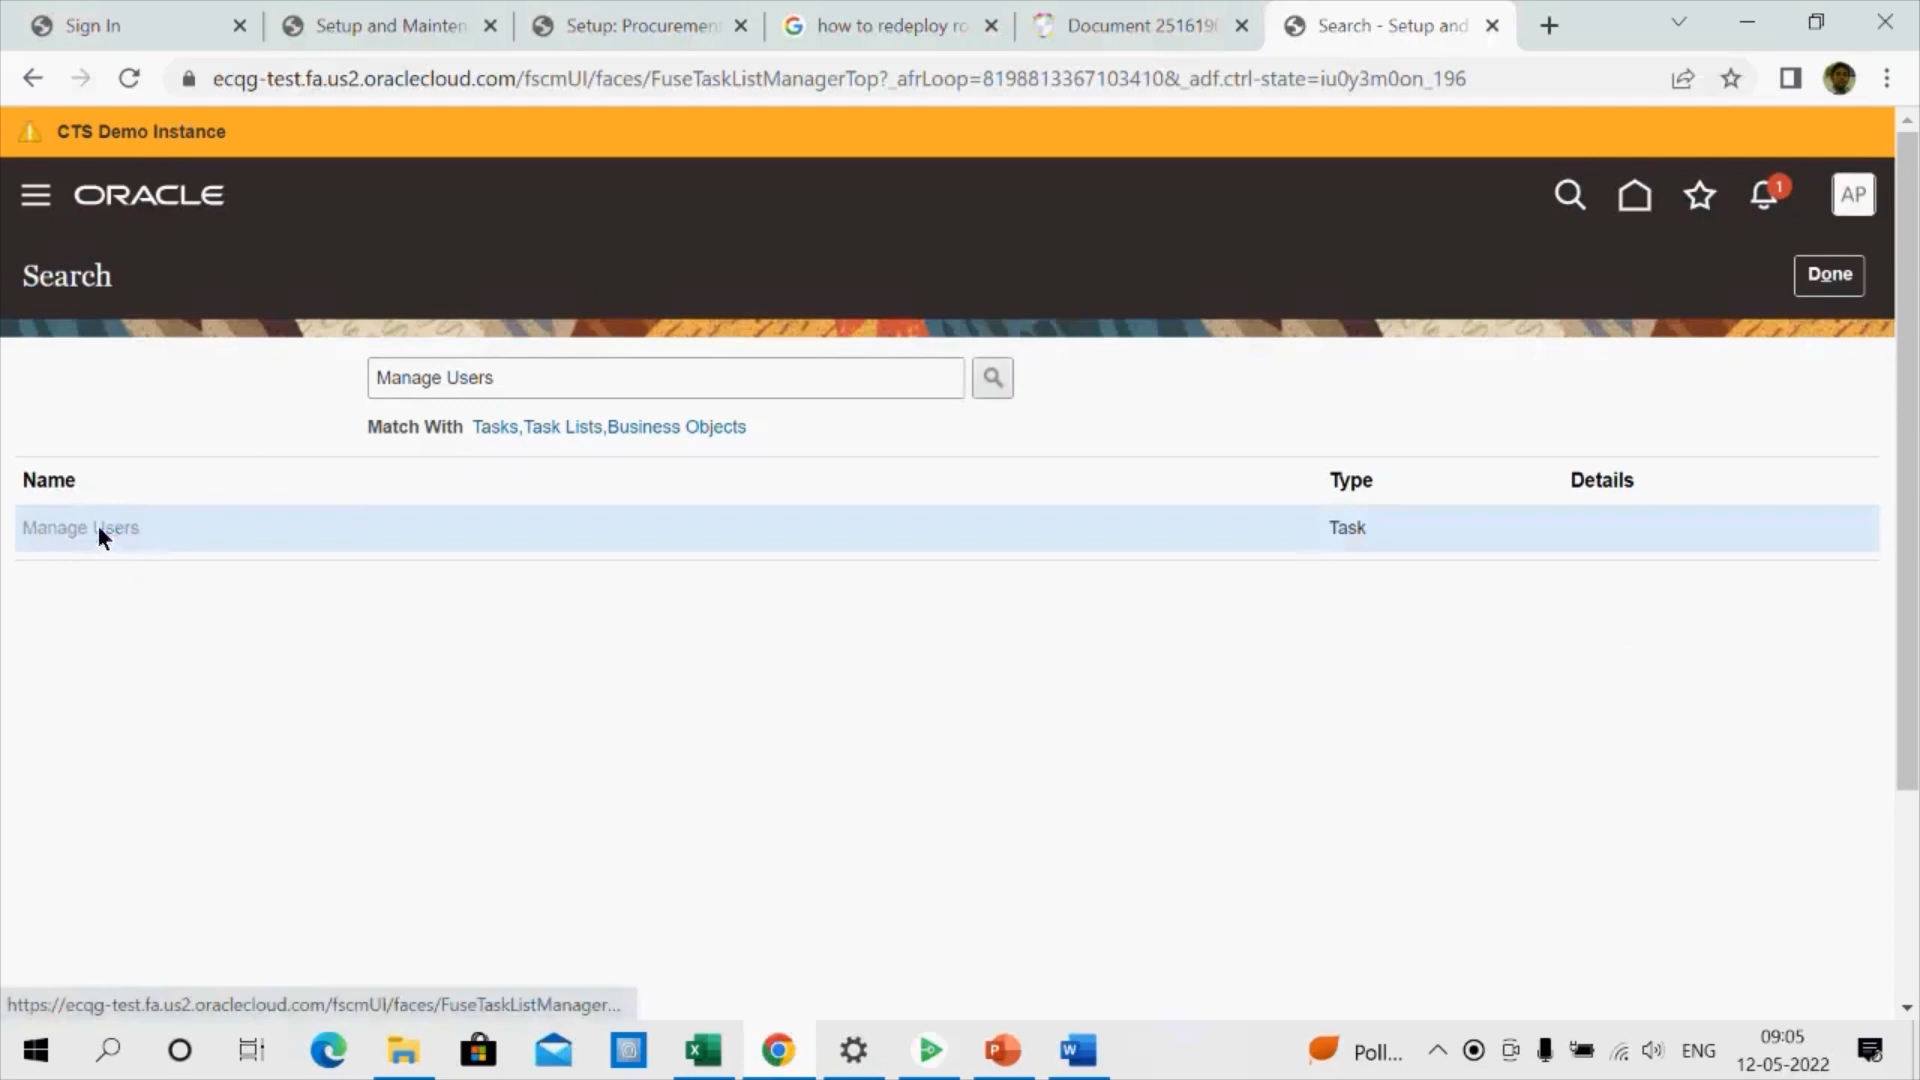 Sign In
Setup and Mainten
Setup: Procurement
how to redeploy ro
Document 2516196
Search - Setup and
ecqg-test.fa.us2.oraclecloud.com/fscmUI/faces/FuseTaskListManagerTop?_afrLoop=8198813367103410&_adf.ctrl-state=iu0y3m0on_196
CTS Demo Instance
ORACLE
1
AP
Search
Done
Manage Users
Match With Tasks,Task Lists,Business Objects
Name Type Details
Manage Users Task
https://ecqg-test.fa.us2.oraclecloud.com/fscmUI/faces/FuseTaskListManager...
Poll...
ENG
09:05
12-05-2022